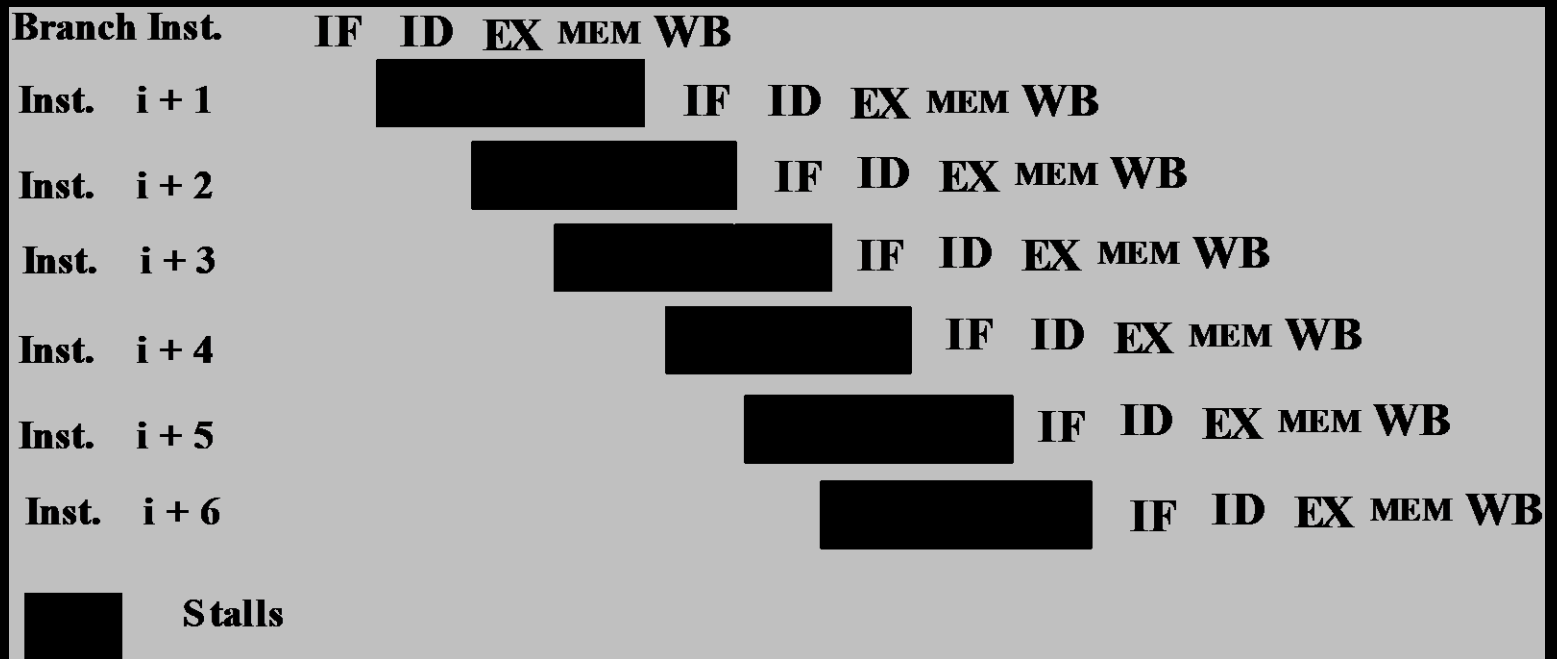 Branch Inst. IF ID EX MEM WB
Inst. i + 1 IF ID EX MEM WB
Inst. i + 2 IF ID EX MEM WB
Inst. i + 3 IF ID EX MEM WB
Inst. i + 4 IF ID EX MEM WB
Inst. i + 5 IF ID EX MEM WB
Inst. i + 6 IF ID EX MEM WB
Stalls